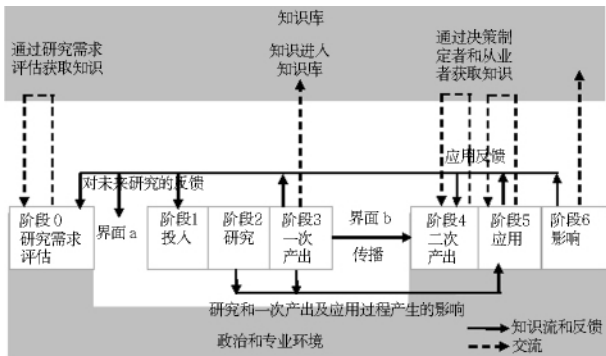 知识库
通过研究需求
评估获取知识
知识进入
知识库
通过决策制
定者和从业
者获取知识
应用反馈
对未来研究的反馈
阶段0
研究需求
评估
界面a
阶段1
投入
阶段2
研究
阶段3
一次
产出
界面b
传播
阶段4
二次
产出
阶段5
应用
阶段6
影响
研究和一次产出及应用过程产生的影响
政治和专业环境
知识流和反馈
交流